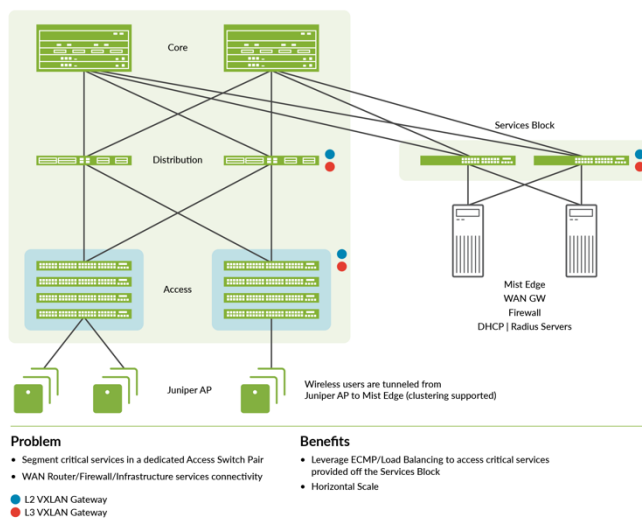 Core
Services Block
Distribution
Access
Mist Edge
WAN GW
Firewall
DHCP | Radius Servers
Juniper AP
Wireless users are tunneled from
Juniper AP to Mist Edge (clustering supported)
Problem
• Segment critical services in a dedicated Access Switch Pair
• WAN Router/Firewall/Infrastructure services connectivity
L2 VXLAN Gateway
L3 VXLAN Gateway
Benefits
• Leverage ECMP/Load Balancing to access critical services
provided off the Services Block
• Horizontal Scale